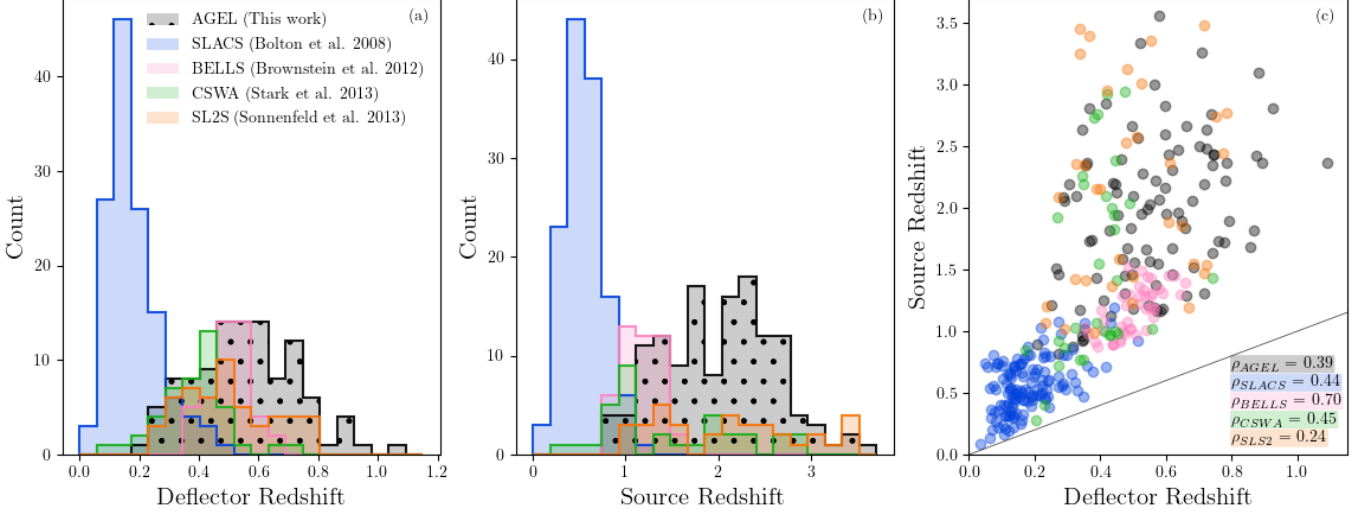 (a)
AGEL (This work)
SLACS (Bolton et al. 2008)
BELLS (Brownstein et al. 2012)
CSWA (Stark et al. 2013)
SL2S (Sonnenfeld et al. 2013)
Count
40
30
20
10
0
0.0 0.2 0.4 0.6 0.8 1.0 1.2
Deflector Redshift
(b)
Count
40
30
20
10
0
0 1 2 3
Source Redshift
(c)
Source Redshift
3.5
3.0
2.5
2.0
1.5
1.0
0.5
0.0
ρAGEL = 0.39
ρSLACS = 0.44
ρBELLS = 0.70
ρCSWA = 0.45
ρSLS2 = 0.24
0.0 0.2 0.4 0.6 0.8 1.0
Deflector Redshift